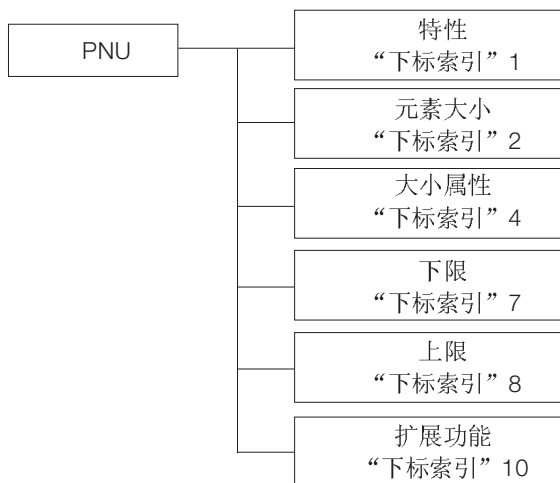 PNU
特性
“下标索引”1
元素大小
“下标索引”2
大小属性
“下标索引”4
下限
“下标索引”7
上限
“下标索引”8
扩展功能
“下标索引”10